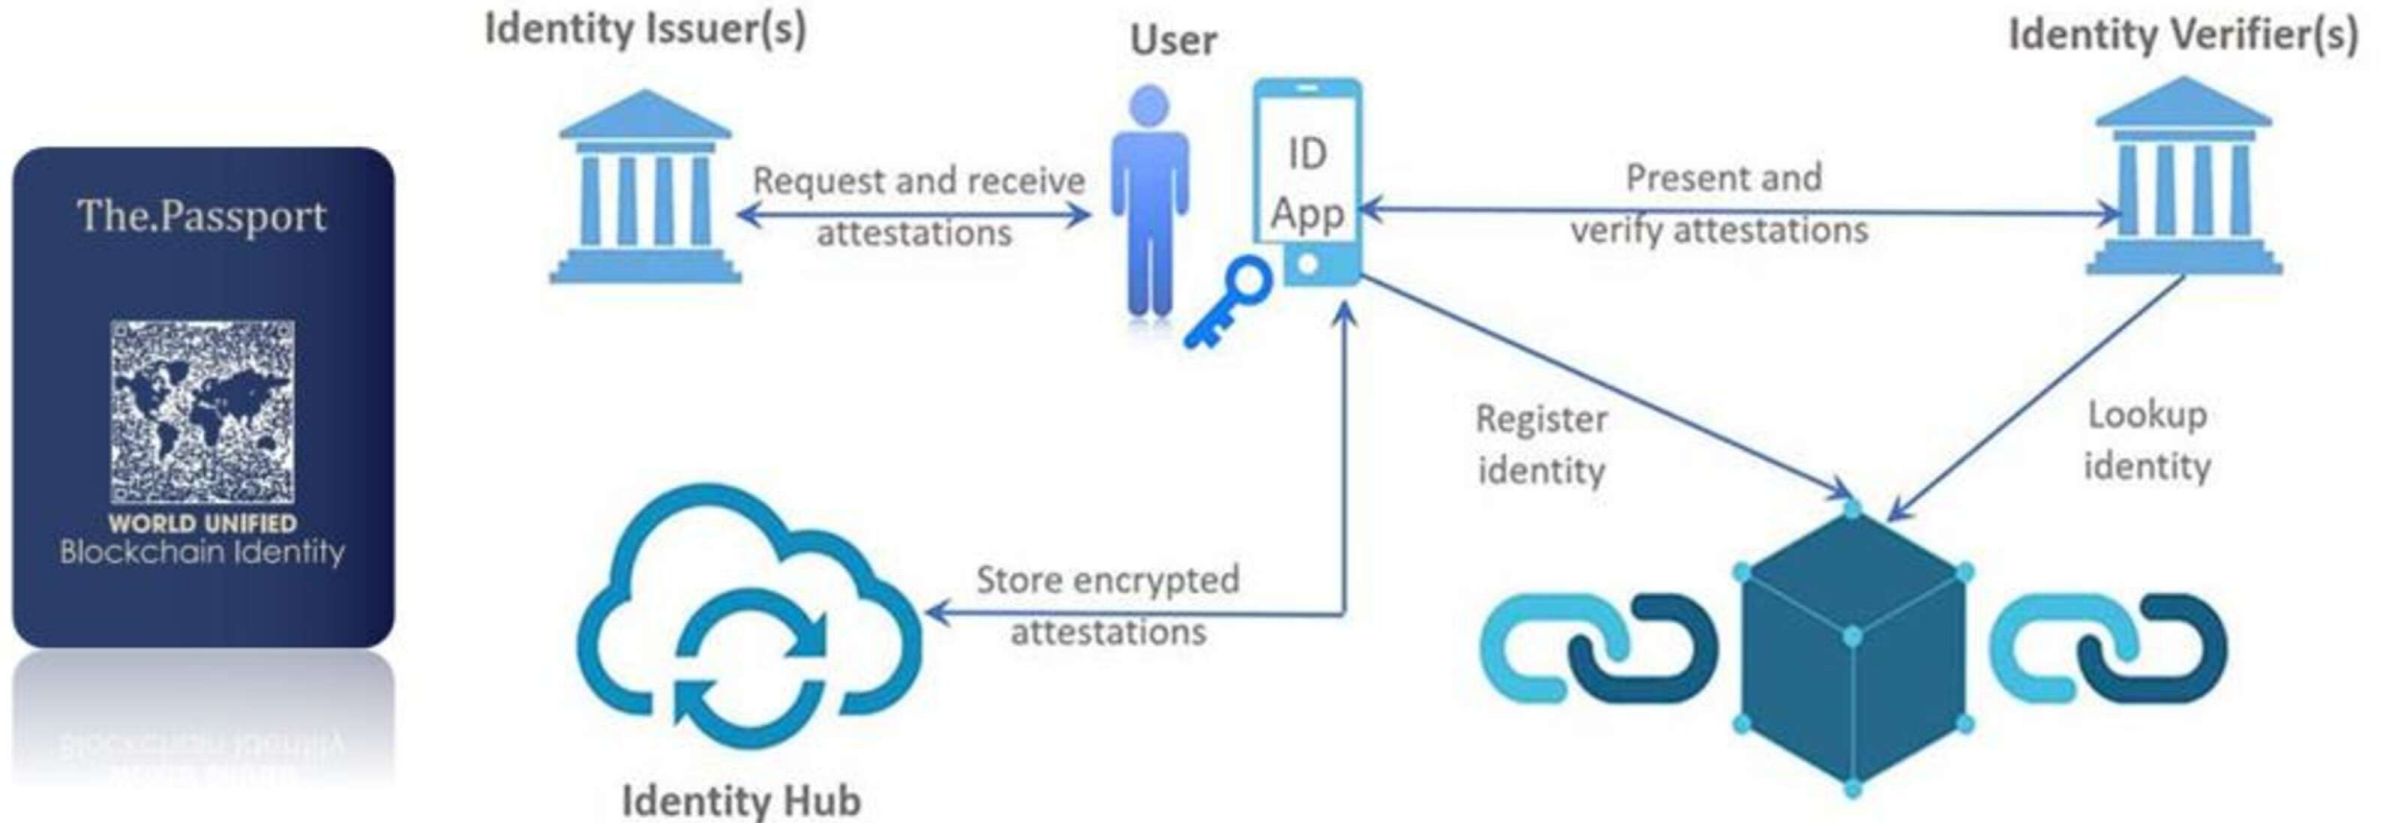 The.Passport
WORLD UNIFIED
Blockchain Identity
Identity Issuer(s)
User
Identity Verifier(s)
ID
App
Request and receive
attestations
Present and
verify attestations
Register
identity
Lookup
identity
Store encrypted
attestations
Identity Hub